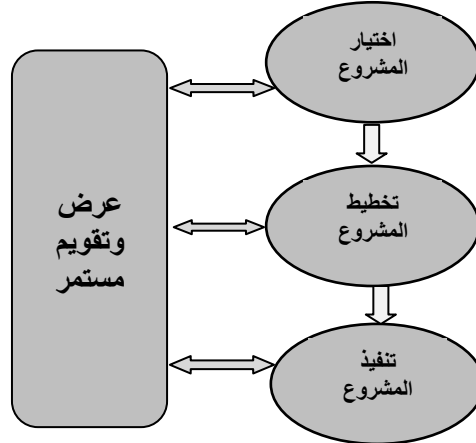 اختيار
المشروع
تخطيط
المشروع
عرض
وتقويم
مستمر
تنفيذ
المشروع